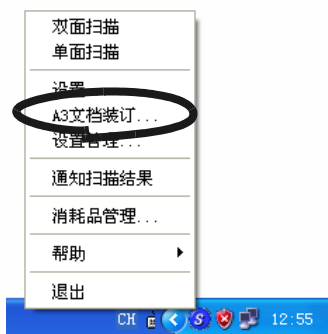 双面扫描
单面扫描
设置...
A3文档装订...
设置管理...
通知扫描结果
消耗品管理...
帮助
退出
CH
S
12:55